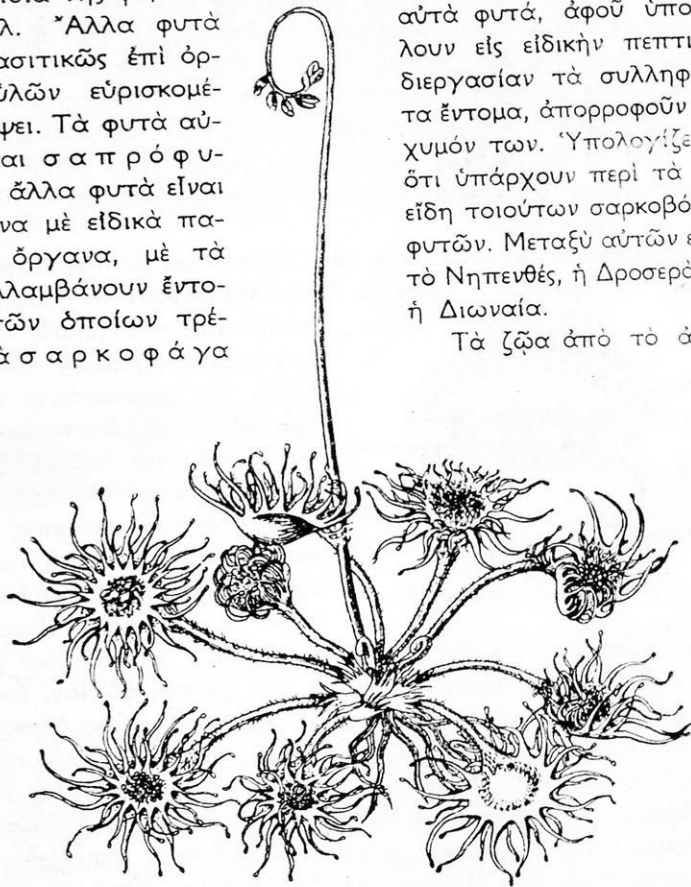 λ. Ἄλλα φυτὰ
ασιτικῶς ἐπὶ ὀρ-
υλῶν εὑρισκομέ-
ψει. Τὰ φυτὰ αὐ-
αι σαπρόφυ-
ἄλλα φυτὰ εἶναι
να μὲ εἰδικὰ πα-
ὄργανα, μὲ τὰ
λλαμβάνουν ἔντο-
τῶν ὁποίων τρέ-
ὰ σαρκοφάγα
αὐτὰ φυτά, ἀφοῦ ὑπο
λουν εἰς εἰδικὴν πεπτι
διεργασίαν τὰ συλληφ
τα ἔντομα, ἀπορροφοῦν
χυμόν των. Ὑπολογίζε
ὅτι ὑπάρχουν περὶ τὰ
εἴδη τοιούτων σαρκοβό
φυτῶν. Μεταξὺ αὐτῶν ε
τὸ Νηπενθές, ἡ Δροσερὰ
ἡ Διωναία.
Τὰ ζῷα ἀπὸ τὸ ἀ